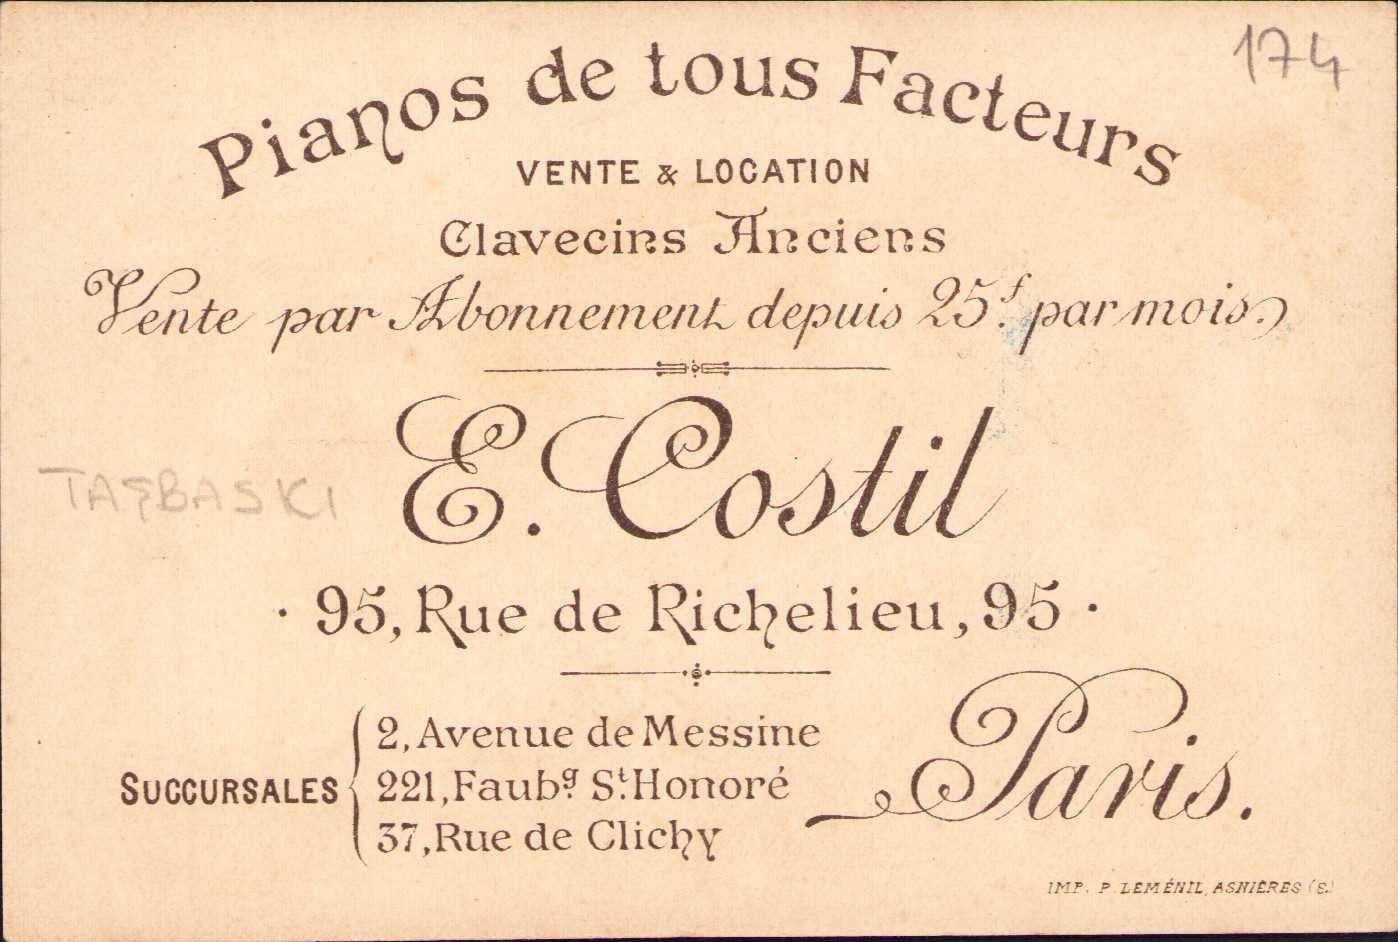 174
Pianos de tous Facteurs
VENTE & LOCATION
Clavecins Anciens
Vente par Abonnement depuis 25f. par mois.
E. Costil
· 95, Rue de Richelieu, 95 ·
SUCCURSALES
2, Avenue de Messine
221, Faubg. St. Honoré
37, Rue de Clichy
Paris.
IMP. P. LEMÉNIL, ASNIÈRES (S.)